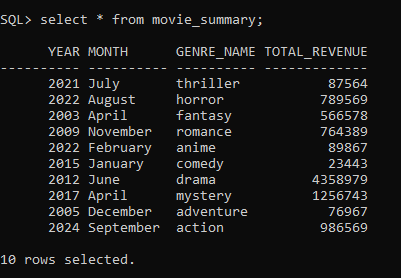 SQL> select * from movie_summary;
YEAR MONTH GENRE_NAME TOTAL_REVENUE
---------- ---------- ---------- -------------
2021 July thriller 87564
2022 August horror 789569
2003 April fantasy 566578
2009 November romance 764389
2022 February anime 89867
2015 January comedy 23443
2012 June drama 4358979
2017 April mystery 1256743
2005 December adventure 76967
2024 September action 986569
10 rows selected.